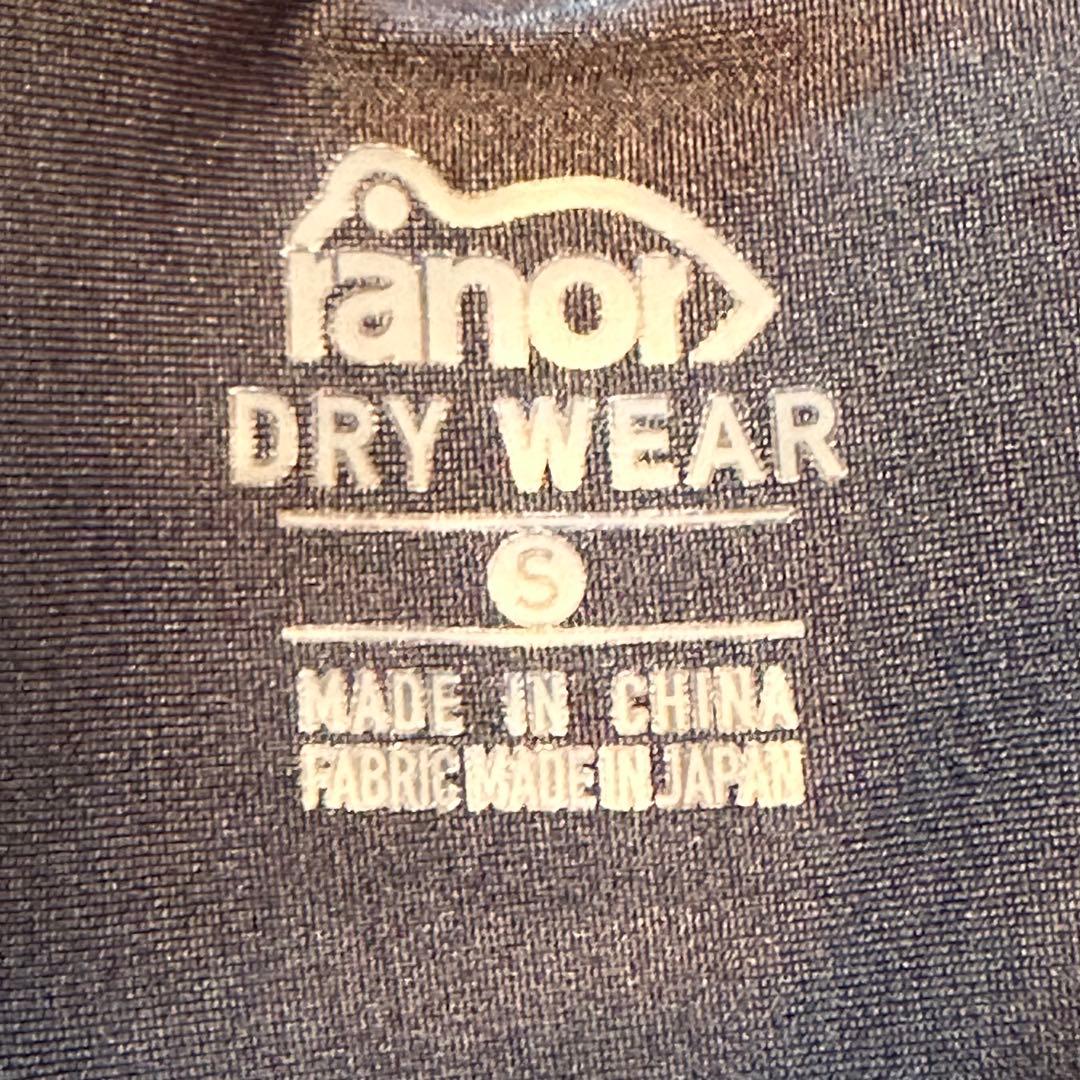 ranor
DRY WEAR
S
MADE IN CHINA
FABRIC MADE IN JAPAN